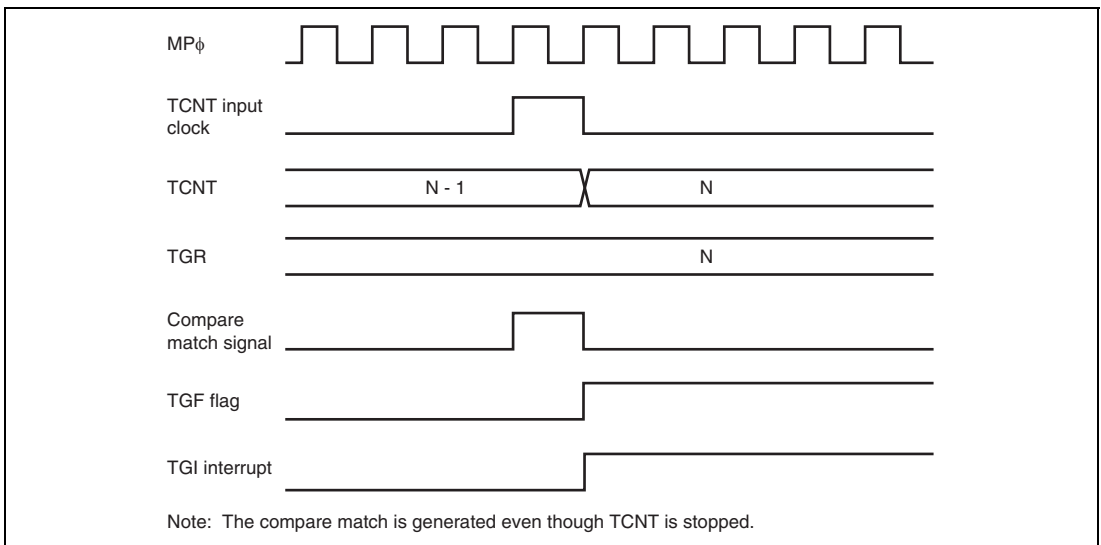 MPφ
TCNT input
clock
TCNT
N - 1
N
TGR
N
Compare
match signal
TGF flag
TGI interrupt
Note: The compare match is generated even though TCNT is stopped.